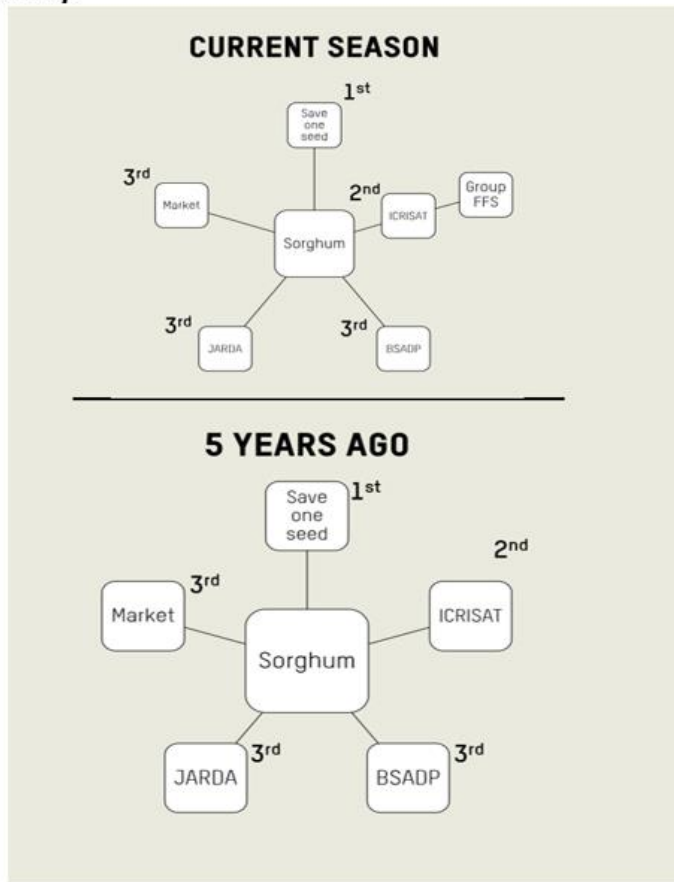 CURRENT SEASON
1st
Save
one
seed
3rd
Market
2nd
ICRISAT
Group
FFS
Sorghum
3rd
JARDA
3rd
BSADP
5 YEARS AGO
Save
one
seed
1st
2nd
Market
3rd
ICRISAT
Sorghum
JARDA
3rd
BSADP
3rd